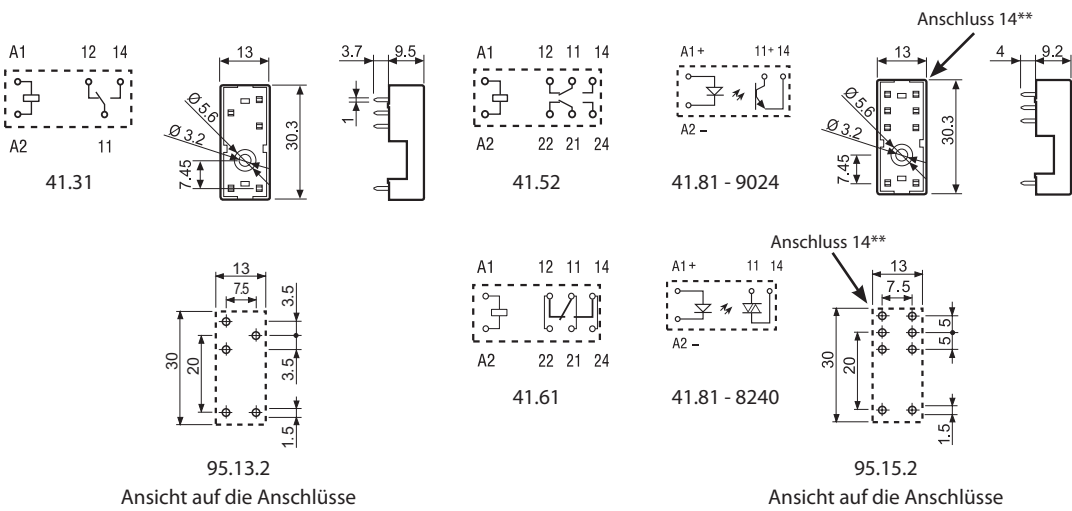 A1 12 14
A2 11
41.31
13
Ø 5.6
Ø 3.2
7.45
30.3
3.7 9.5
1
A1 12 11 14
A2 22 21 24
41.52
A1+ 11+ 14
A2 –
41.81 - 9024
Anschluss 14**
13
Ø 5.6
Ø 3.2
7.45
30.3
4 9.2
13
7.5
3.5
30
20
3.5
1.5
95.13.2
Ansicht auf die Anschlüsse
A1 12 11 14
A2 22 21 24
41.61
A1+ 11 14
A2 –
41.81 - 8240
Anschluss 14**
13
7.5
5
5
30
20
1.5
95.15.2
Ansicht auf die Anschlüsse